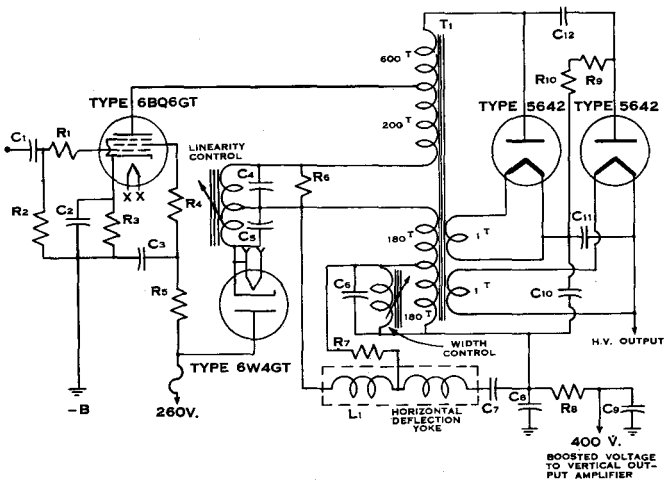 T1
C12
600 T
R10
R9
TYPE 6BQ6GT
TYPE 5642
TYPE 5642
C1
R1
200 T
LINEARITY
CONTROL
C4
R6
R2
C2
R3
R4
C3
C5
180 T
1 T
C11
R5
C6
180 T
1 T
C10
R7
WIDTH
CONTROL
H.V. OUTPUT
TYPE 6W4GT
L1
HORIZONTAL
DEFLECTION
YOKE
C7
C8
R8
C9
-B
260V.
X X
400 V.
BOOSTED VOLTAGE
TO VERTICAL OUT-
PUT AMPLIFIER